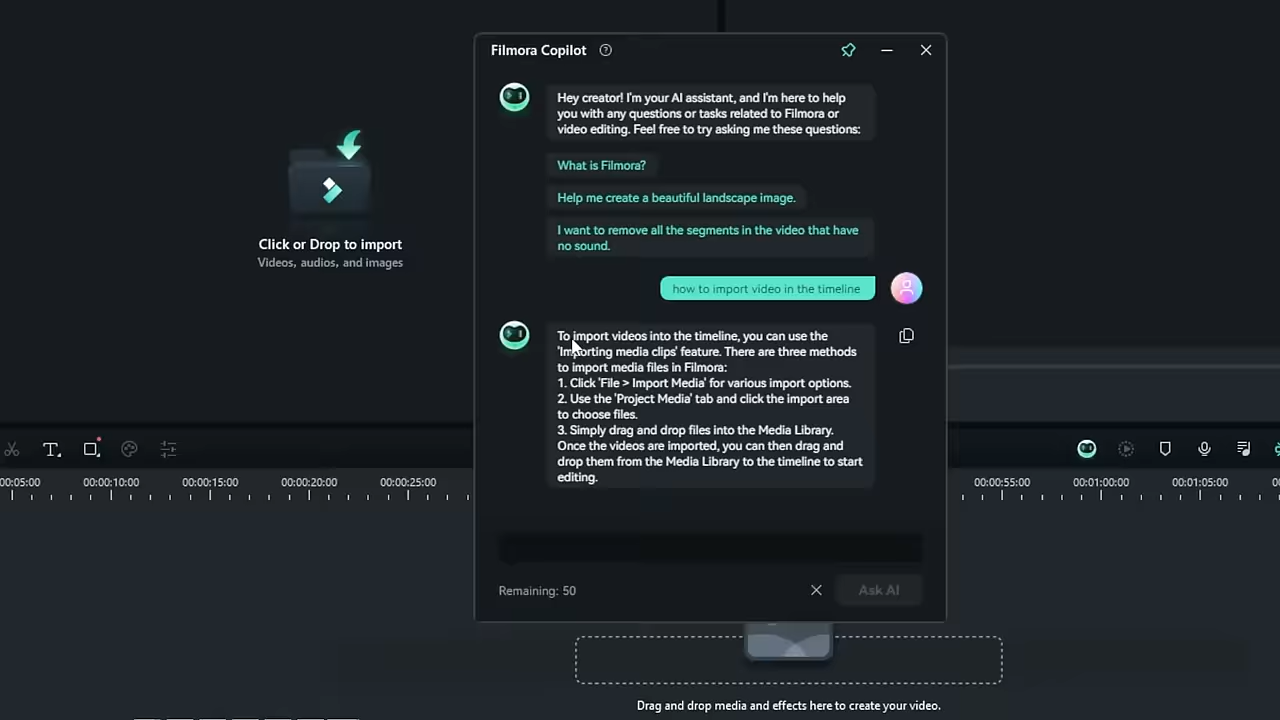 Filmora Copilot
Hey creator! I'm your AI assistant, and I'm here to help
you with any questions or tasks related to Filmora or
video editing. Feel free to try asking me these questions:
What is Filmora?
Help me create a beautiful landscape image.
I want to remove all the segments in the video that have
no sound.
how to import video in the timeline
To import videos into the timeline, you can use the
'Importing media clips' feature. There are three methods
to import media files in Filmora:
1. Click 'File > Import Media' for various import options.
2. Use the 'Project Media' tab and click the import area
to choose files.
3. Simply drag and drop files into the Media Library.
Once the videos are imported, you can then drag and
drop them from the Media Library to the timeline to start
editing.
Remaining: 50
Ask AI
Click or Drop to import
Videos, audios, and images
00:05:00 00:00:10:00 00:00:15:00 00:00:20:00 00:00:25:00 00:00:55:00 00:01:00:00 00:01:05:00
Drag and drop media and effects here to create your video.